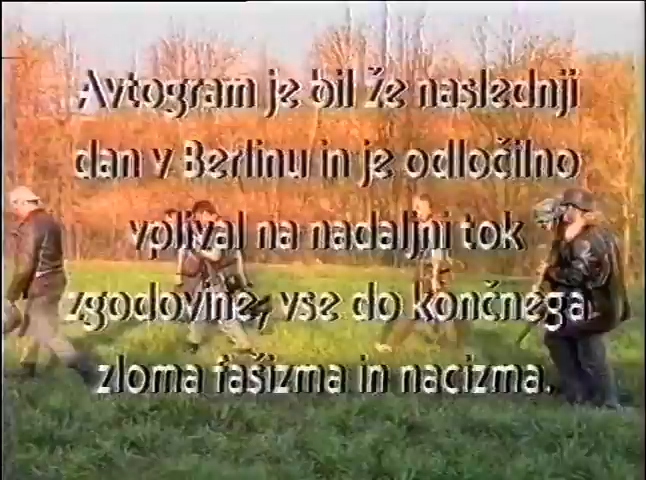 Avtogram je bil že naslednji
dan v Berlinu in je odločilno
vplival na nadaljni tok
zgodovine, vse do končnega
zloma fašizma in nacizma.